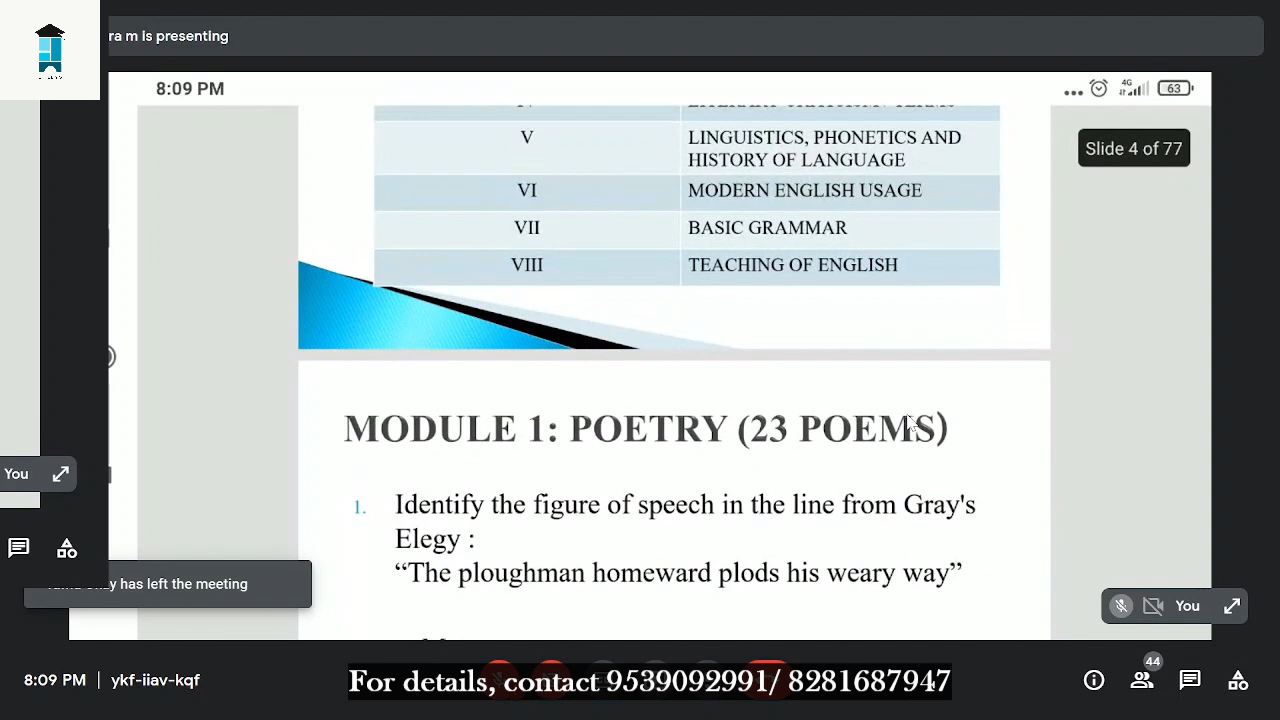 ra m is presenting
8:09 PM
4G
63
Slide 4 of 77
V
LINGUISTICS, PHONETICS AND
HISTORY OF LANGUAGE
VI
MODERN ENGLISH USAGE
VII
BASIC GRAMMAR
VIII
TEACHING OF ENGLISH
MODULE 1: POETRY (23 POEMS)
1. Identify the figure of speech in the line from Gray's
Elegy :
“The ploughman homeward plods his weary way”
You
has left the meeting
You
44
8:09 PM | ykf-iiav-kqf
For details, contact 9539092991/ 8281687947